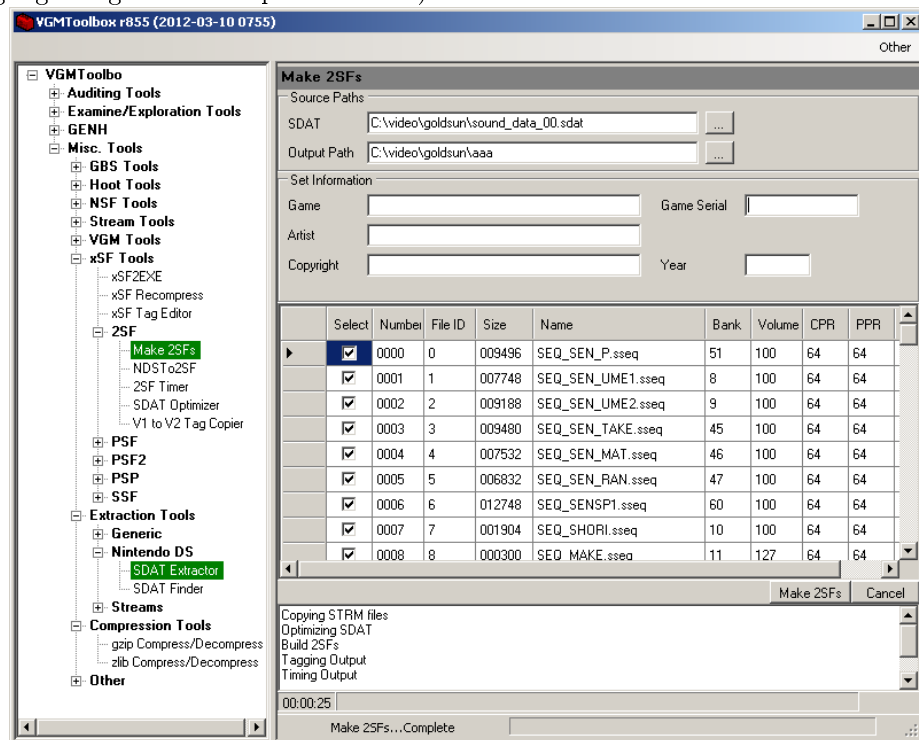 VGMToolbox r855 (2012-03-10 0755)
Other
VGMToolbo
Auditing Tools
Examine/Exploration Tools
GENH
Misc. Tools
GBS Tools
Hoot Tools
NSF Tools
Stream Tools
VGM Tools
xSF Tools
xSF2EXE
xSF Recompress
xSF Tag Editor
2SF
Make 2SFs
NDSTo2SF
2SF Timer
SDAT Optimizer
V1 to V2 Tag Copier
PSF
PSF2
PSP
SSF
Extraction Tools
Generic
Nintendo DS
SDAT Extractor
SDAT Finder
Streams
Compression Tools
gzip Compress/Decompress
zlib Compress/Decompress
Other
Make 2SFs
Source Paths
SDAT C:\video\goldsun\sound_data_00.sdat ...
Output Path C:\video\goldsun\aaa ...
Set Information
Game Game Serial
Artist
Copyright Year
Select Number File ID Size Name Bank Volume CPR PPR
0000 0 009496 SEQ_SEN_P.sseq 51 100 64 64
0001 1 007748 SEQ_SEN_UME1.sseq 8 100 64 64
0002 2 009188 SEQ_SEN_UME2.sseq 9 100 64 64
0003 3 009480 SEQ_SEN_TAKE.sseq 45 100 64 64
0004 4 007532 SEQ_SEN_MAT.sseq 46 100 64 64
0005 5 006832 SEQ_SEN_RAN.sseq 47 100 64 64
0006 6 012748 SEQ_SENSP1.sseq 60 100 64 64
0007 7 001904 SEQ_SHORI.sseq 10 100 64 64
0008 8 000300 SEQ_MAKE.sseq 11 127 64 64
Make 2SFs Cancel
Copying STRM files
Optimizing SDAT
Build 2SFs
Tagging Output
Timing Output
00:00:25
Make 2SFs...Complete